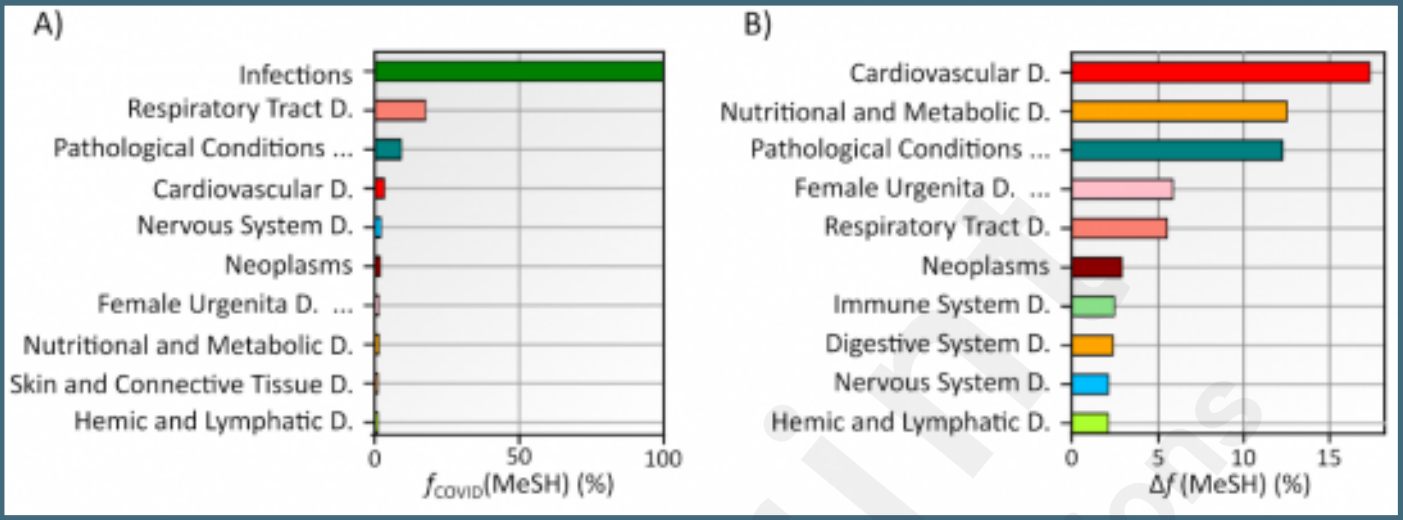 A)
Infections
Respiratory Tract D.
Pathological Conditions ...
Cardiovascular D.
Nervous System D.
Neoplasms
Female Urgenita D. ...
Nutritional and Metabolic D.
Skin and Connective Tissue D.
Hemic and Lymphatic D.
0 50 100
fCOVID(MeSH) (%)
B)
Cardiovascular D.
Nutritional and Metabolic D.
Pathological Conditions ...
Female Urgenita D. ...
Respiratory Tract D.
Neoplasms
Immune System D.
Digestive System D.
Nervous System D.
Hemic and Lymphatic D.
0 5 10 15
Δf (MeSH) (%)